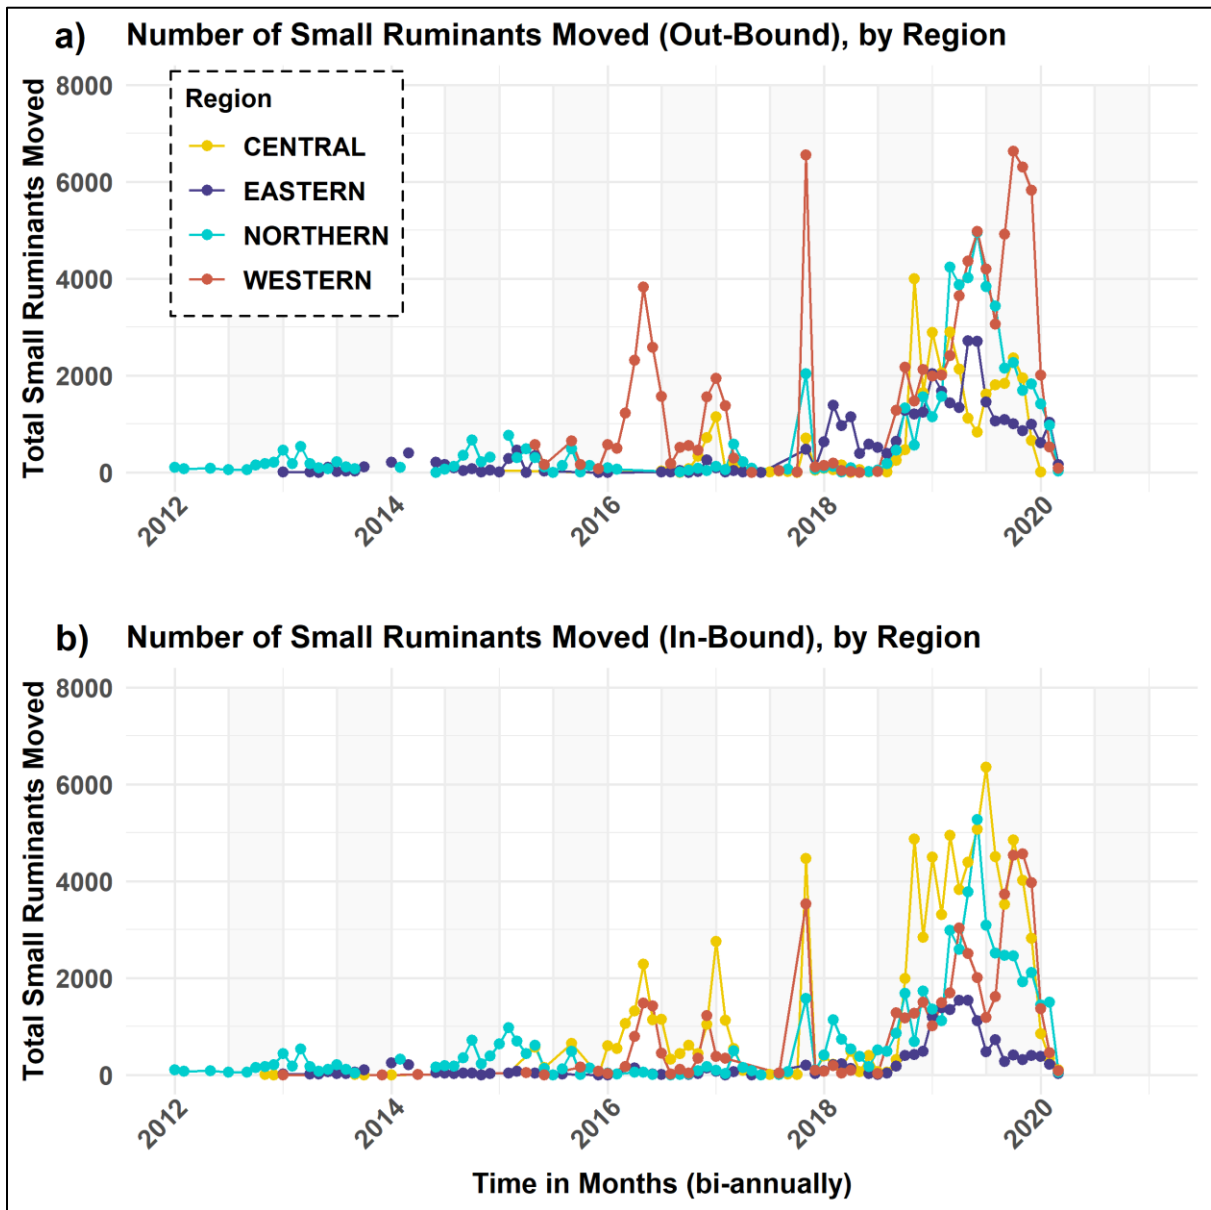 a) Number of Small Ruminants Moved (Out-Bound), by Region
Total Small Ruminants Moved
8000
6000
4000
2000
0
Region
CENTRAL
EASTERN
NORTHERN
WESTERN
2012
2014
2016
2018
2020
b) Number of Small Ruminants Moved (In-Bound), by Region
Total Small Ruminants Moved
8000
6000
4000
2000
0
2012
2014
2016
2018
2020
Time in Months (bi-annually)